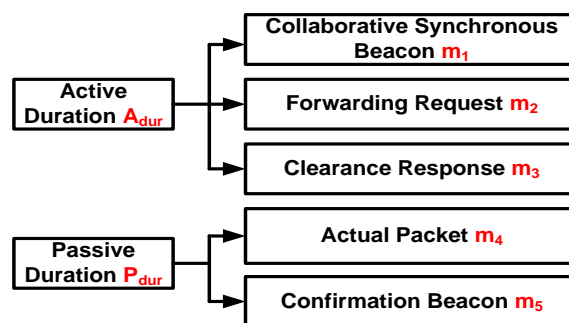 Collaborative Synchronous
Beacon m1
Active
Duration Adur
Forwarding Request m2
Clearance Response m3
Passive
Duration Pdur
Actual Packet m4
Confirmation Beacon m5